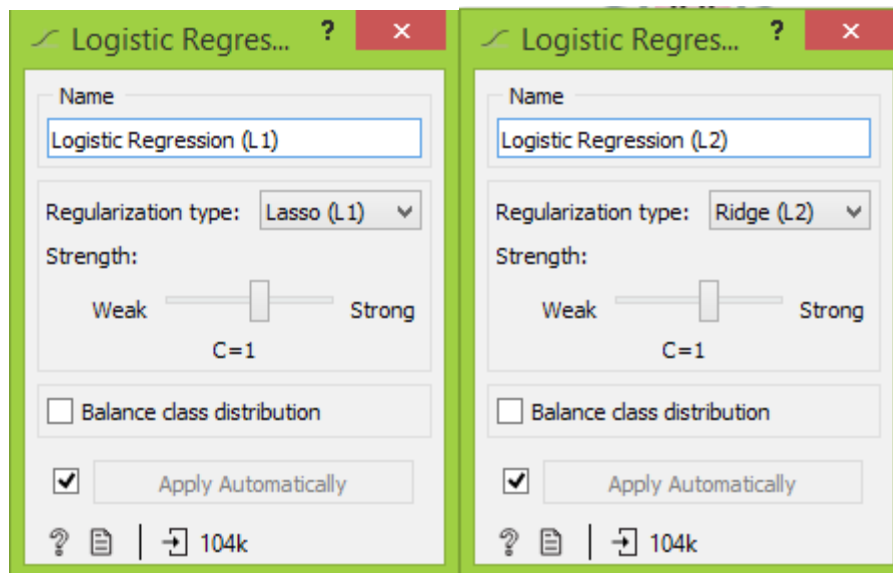 Logistic Regres... ? ×
Name
Logistic Regression (L1)
Regularization type: Lasso (L1)
Strength:
Weak Strong
C=1
Balance class distribution
Apply Automatically
? 104k
Logistic Regres... ? ×
Name
Logistic Regression (L2)
Regularization type: Ridge (L2)
Strength:
Weak Strong
C=1
Balance class distribution
Apply Automatically
? 104k